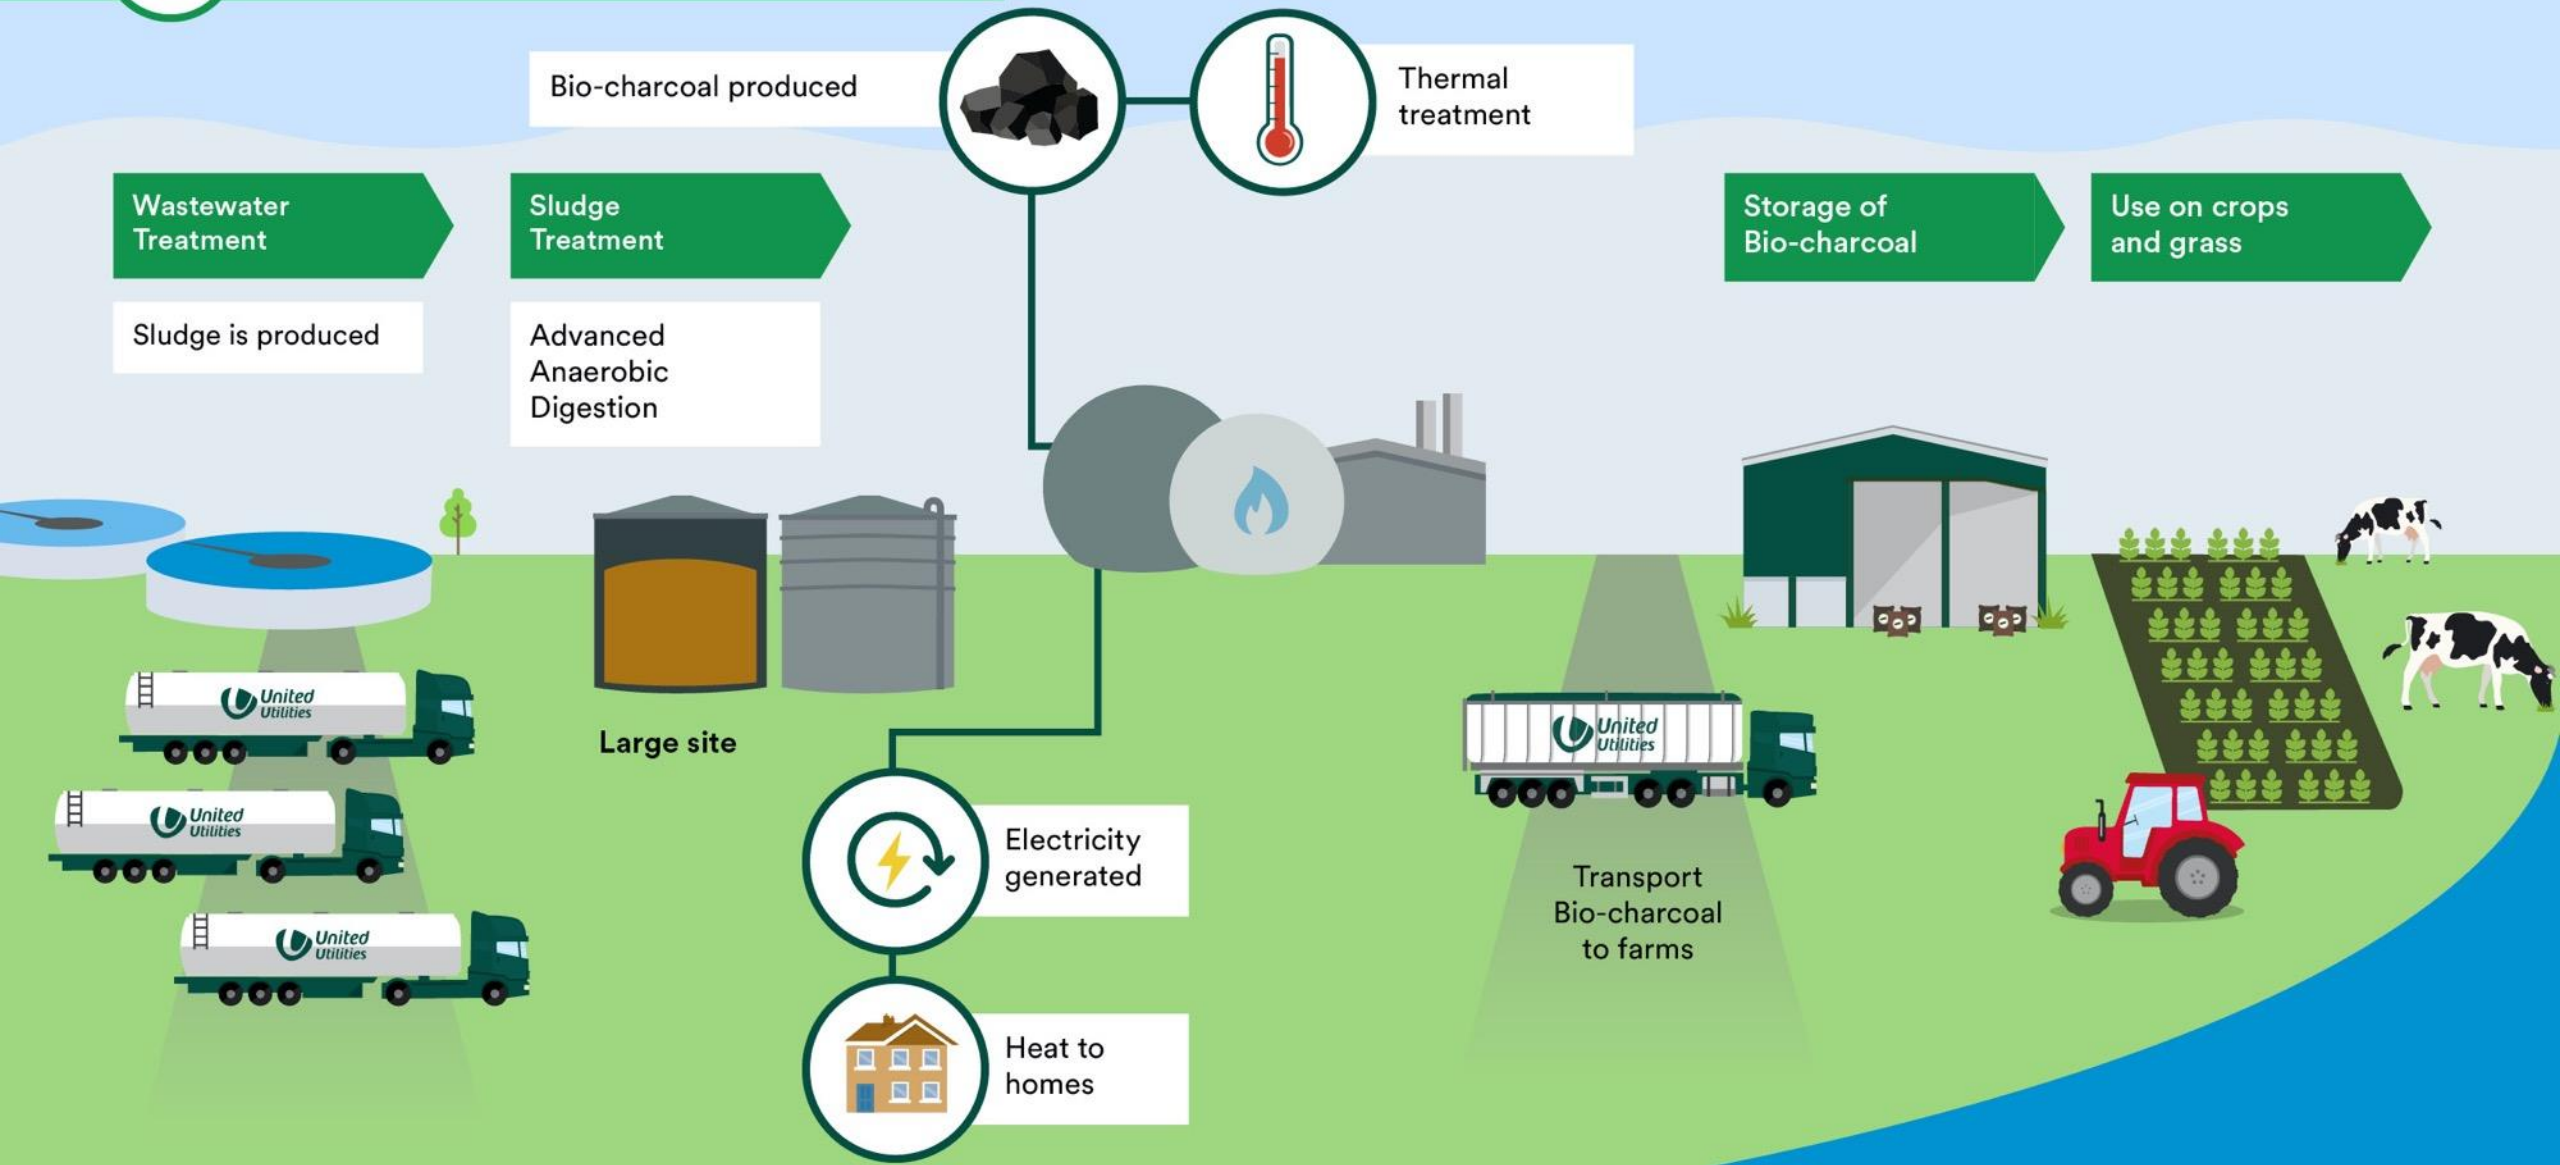 Bio-charcoal produced
Thermal
treatment
Wastewater
Treatment
Sludge is produced
Sludge
Treatment
Advanced
Anaerobic
Digestion
Storage of
Bio-charcoal
Use on crops
and grass
United
Utilities
United
Utilities
United
Utilities
Large site
Electricity
generated
Heat to
homes
United
Utilities
Transport
Bio-charcoal
to farms